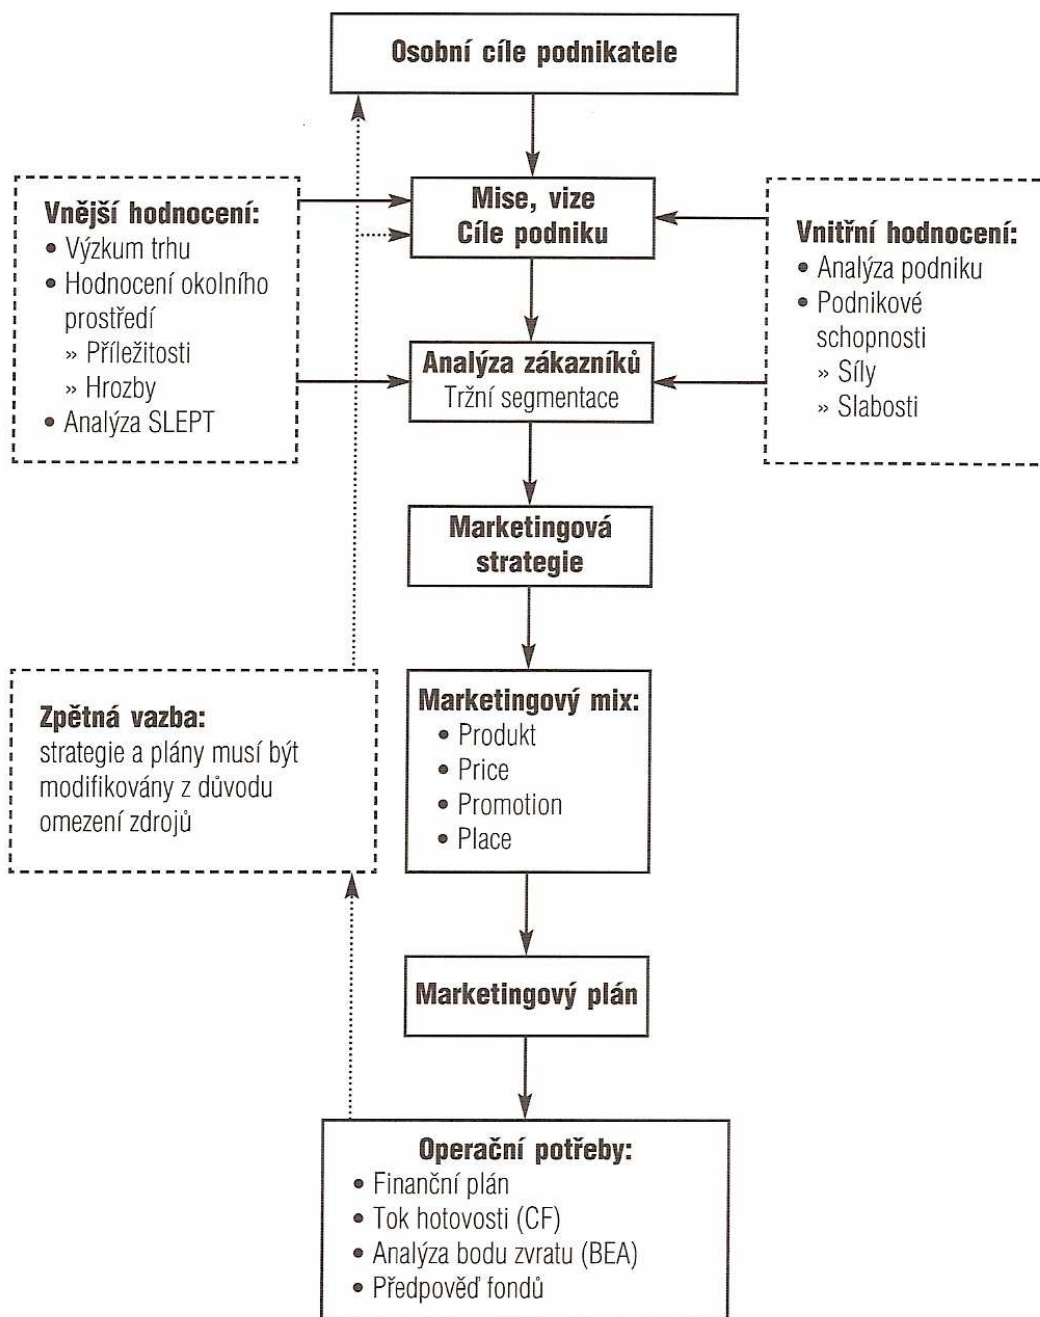 Osobní cíle podnikatele
Mise, vize
Cíle podniku
Vnější hodnocení:
• Výzkum trhu
• Hodnocení okolního
prostředí
» Příležitosti
» Hrozby
• Analýza SLEPT
Vnitřní hodnocení:
• Analýza podniku
• Podnikové
schopnosti
» Síly
» Slabosti
Analýza zákazníků
Tržní segmentace
Marketingová
strategie
Zpětná vazba:
strategie a plány musí být
modifikovány z důvodu
omezení zdrojů
Marketingový mix:
• Produkt
• Price
• Promotion
• Place
Marketingový plán
Operační potřeby:
• Finanční plán
• Tok hotovosti (CF)
• Analýza bodu zvratu (BEA)
• Předpověď fondů